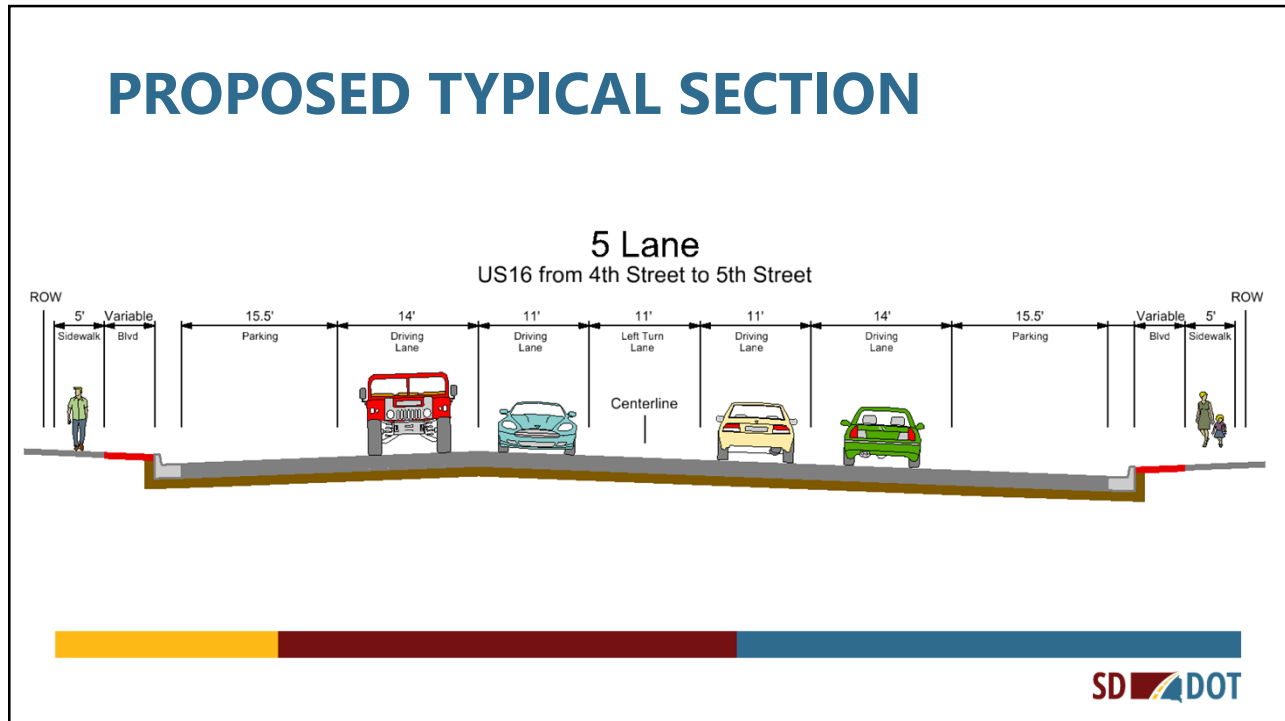 PROPOSED TYPICAL SECTION
5 Lane
US16 from 4th Street to 5th Street
ROW ROW
5' Variable 15.5' 14' 11' 11' 11' 14' 15.5' Variable 5'
Sidewalk Blvd Parking Driving Lane Driving Lane Left Turn Lane Driving Lane Driving Lane Parking Blvd Sidewalk
Centerline
SD DOT